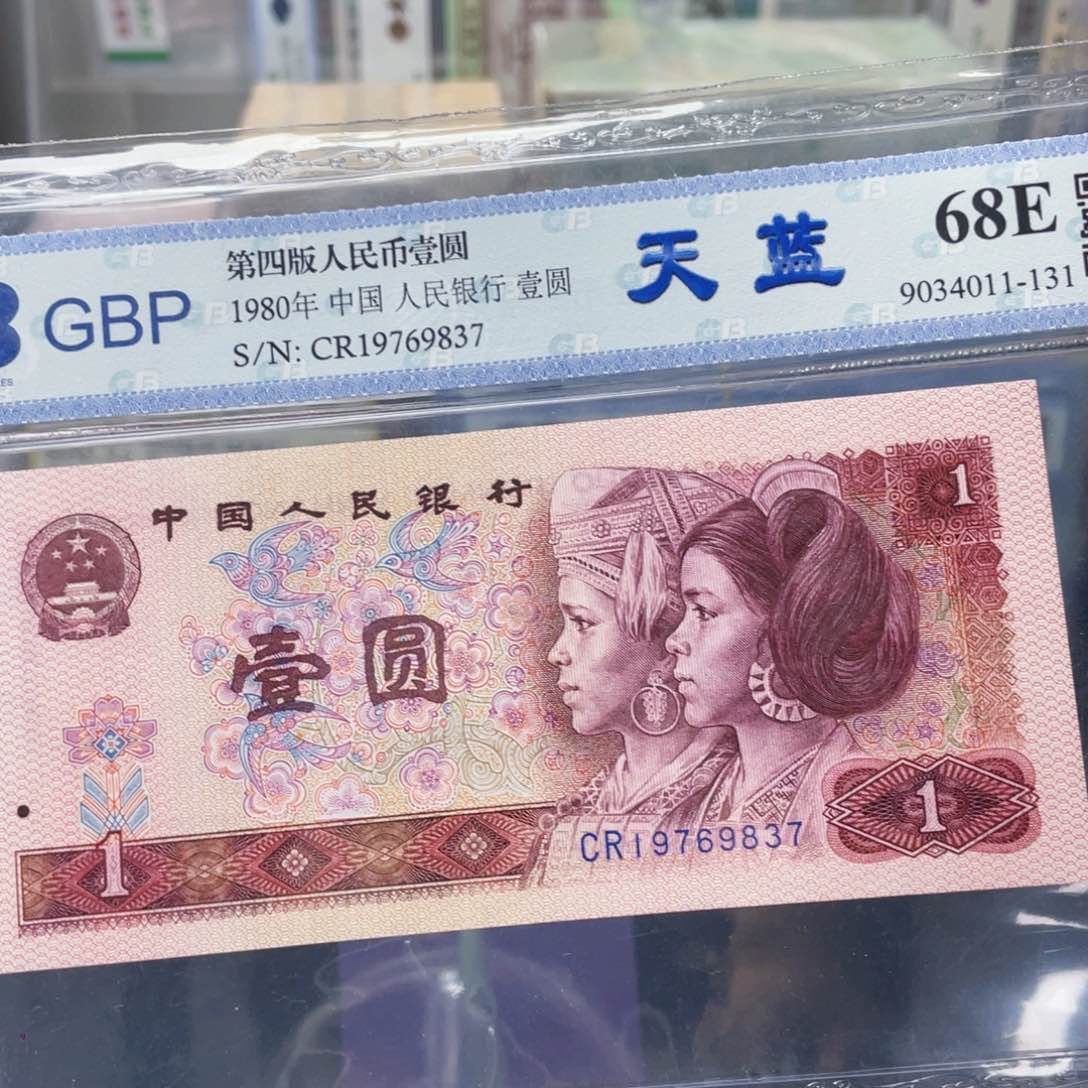 第四版人民币壹圆
GBP
1980年 中国 人民银行 壹圆
S/N: CR19769837
天蓝
68E
9034011-131
中国人民银行
1
壹圆
1
1
CR19769837